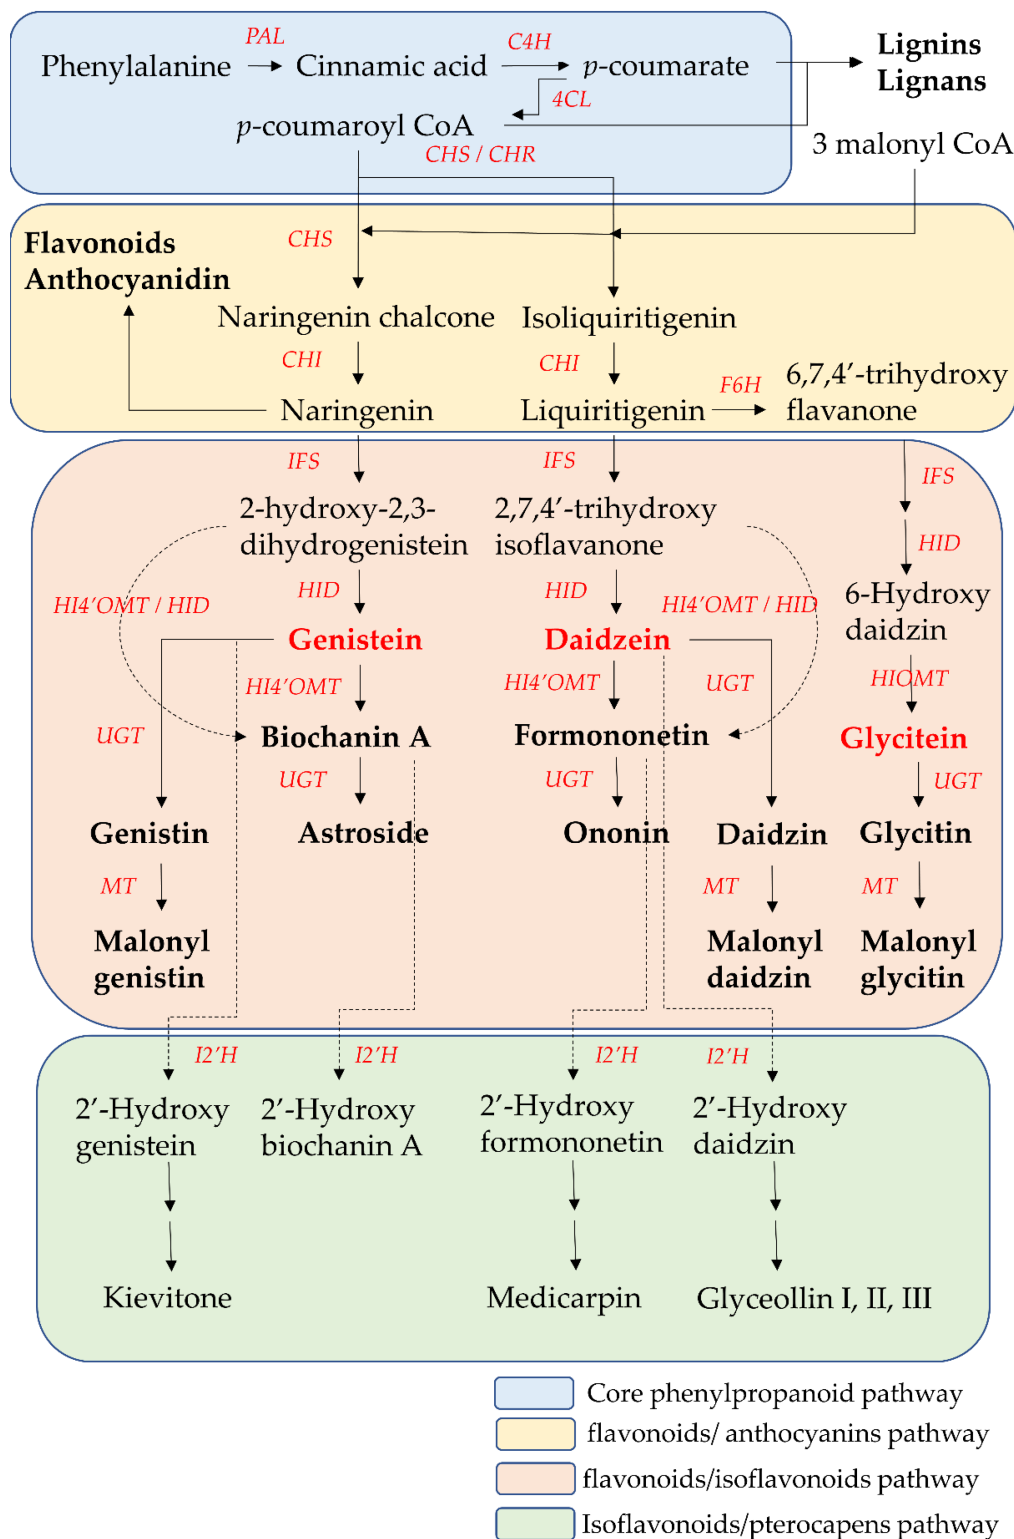 PAL
C4H
Phenylalanine
Cinnamic acid
p-coumarate
Lignins
Lignans
4CL
p-coumaroyl CoA
3 malonyl CoA
CHS / CHR
Flavonoids
Anthocyanidin
CHS
Naringenin chalcone
Isoliquiritigenin
CHI
CHI
F6H
6,7,4′-trihydroxy
flavanone
Naringenin
Liquiritigenin
IFS
IFS
IFS
2-hydroxy-2,3-
dihydrogenistein
2,7,4′-trihydroxy
isoflavanone
HID
HID
HID
HI4′OMT / HID
HI4′OMT / HID
6-Hydroxy
daidzin
Genistein
Daidzein
HI4′OMT
HI4′OMT
UGT
HIOMT
UGT
Biochanin A
Formononetin
Glycitein
UGT
UGT
UGT
Genistin
Astroside
Ononin
Daidzin
Glycitin
MT
MT
MT
Malonyl
genistin
Malonyl
daidzin
Malonyl
glycitin
I2′H
I2′H
I2′H
I2′H
2′-Hydroxy
genistein
2′-Hydroxy
biochanin A
2′-Hydroxy
formononetin
2′-Hydroxy
daidzin
Kievitone
Medicarpin
Glyceollin I, II, III
Core phenylpropanoid pathway
flavonoids/ anthocyanins pathway
flavonoids/isoflavonoids pathway
Isoflavonoids/pterocapens pathway